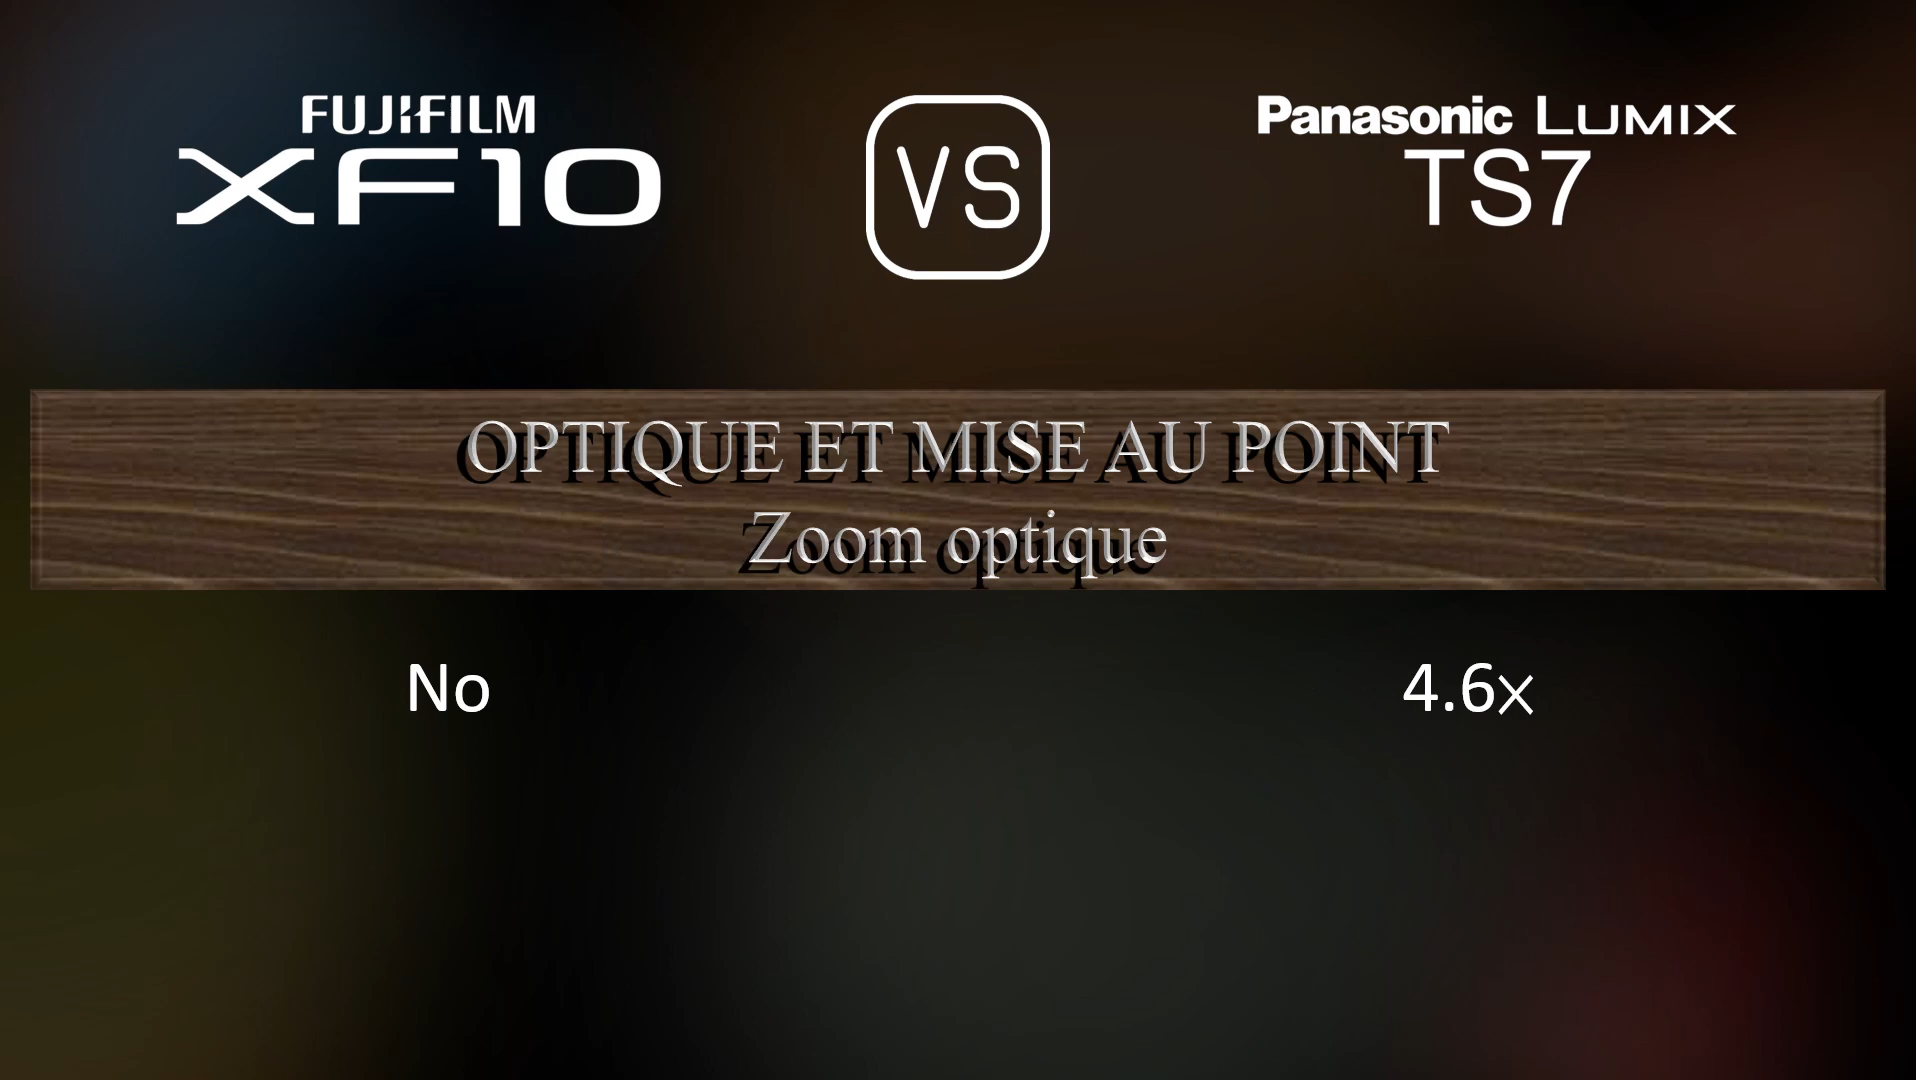 FUJIFILM
XF10
VS
Panasonic LUMIX
TS7
OPTIQUE ET MISE AU POINT
Zoom optique
No
4.6x